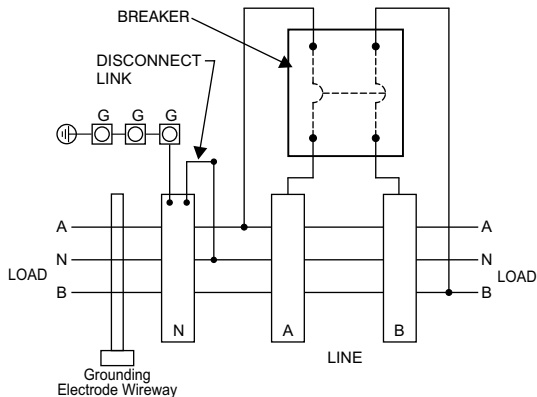 BREAKER
DISCONNECT
LINK
G G G
A
N
B
LOAD
A
N
B
LOAD
N
A
B
LINE
Grounding
Electrode Wireway